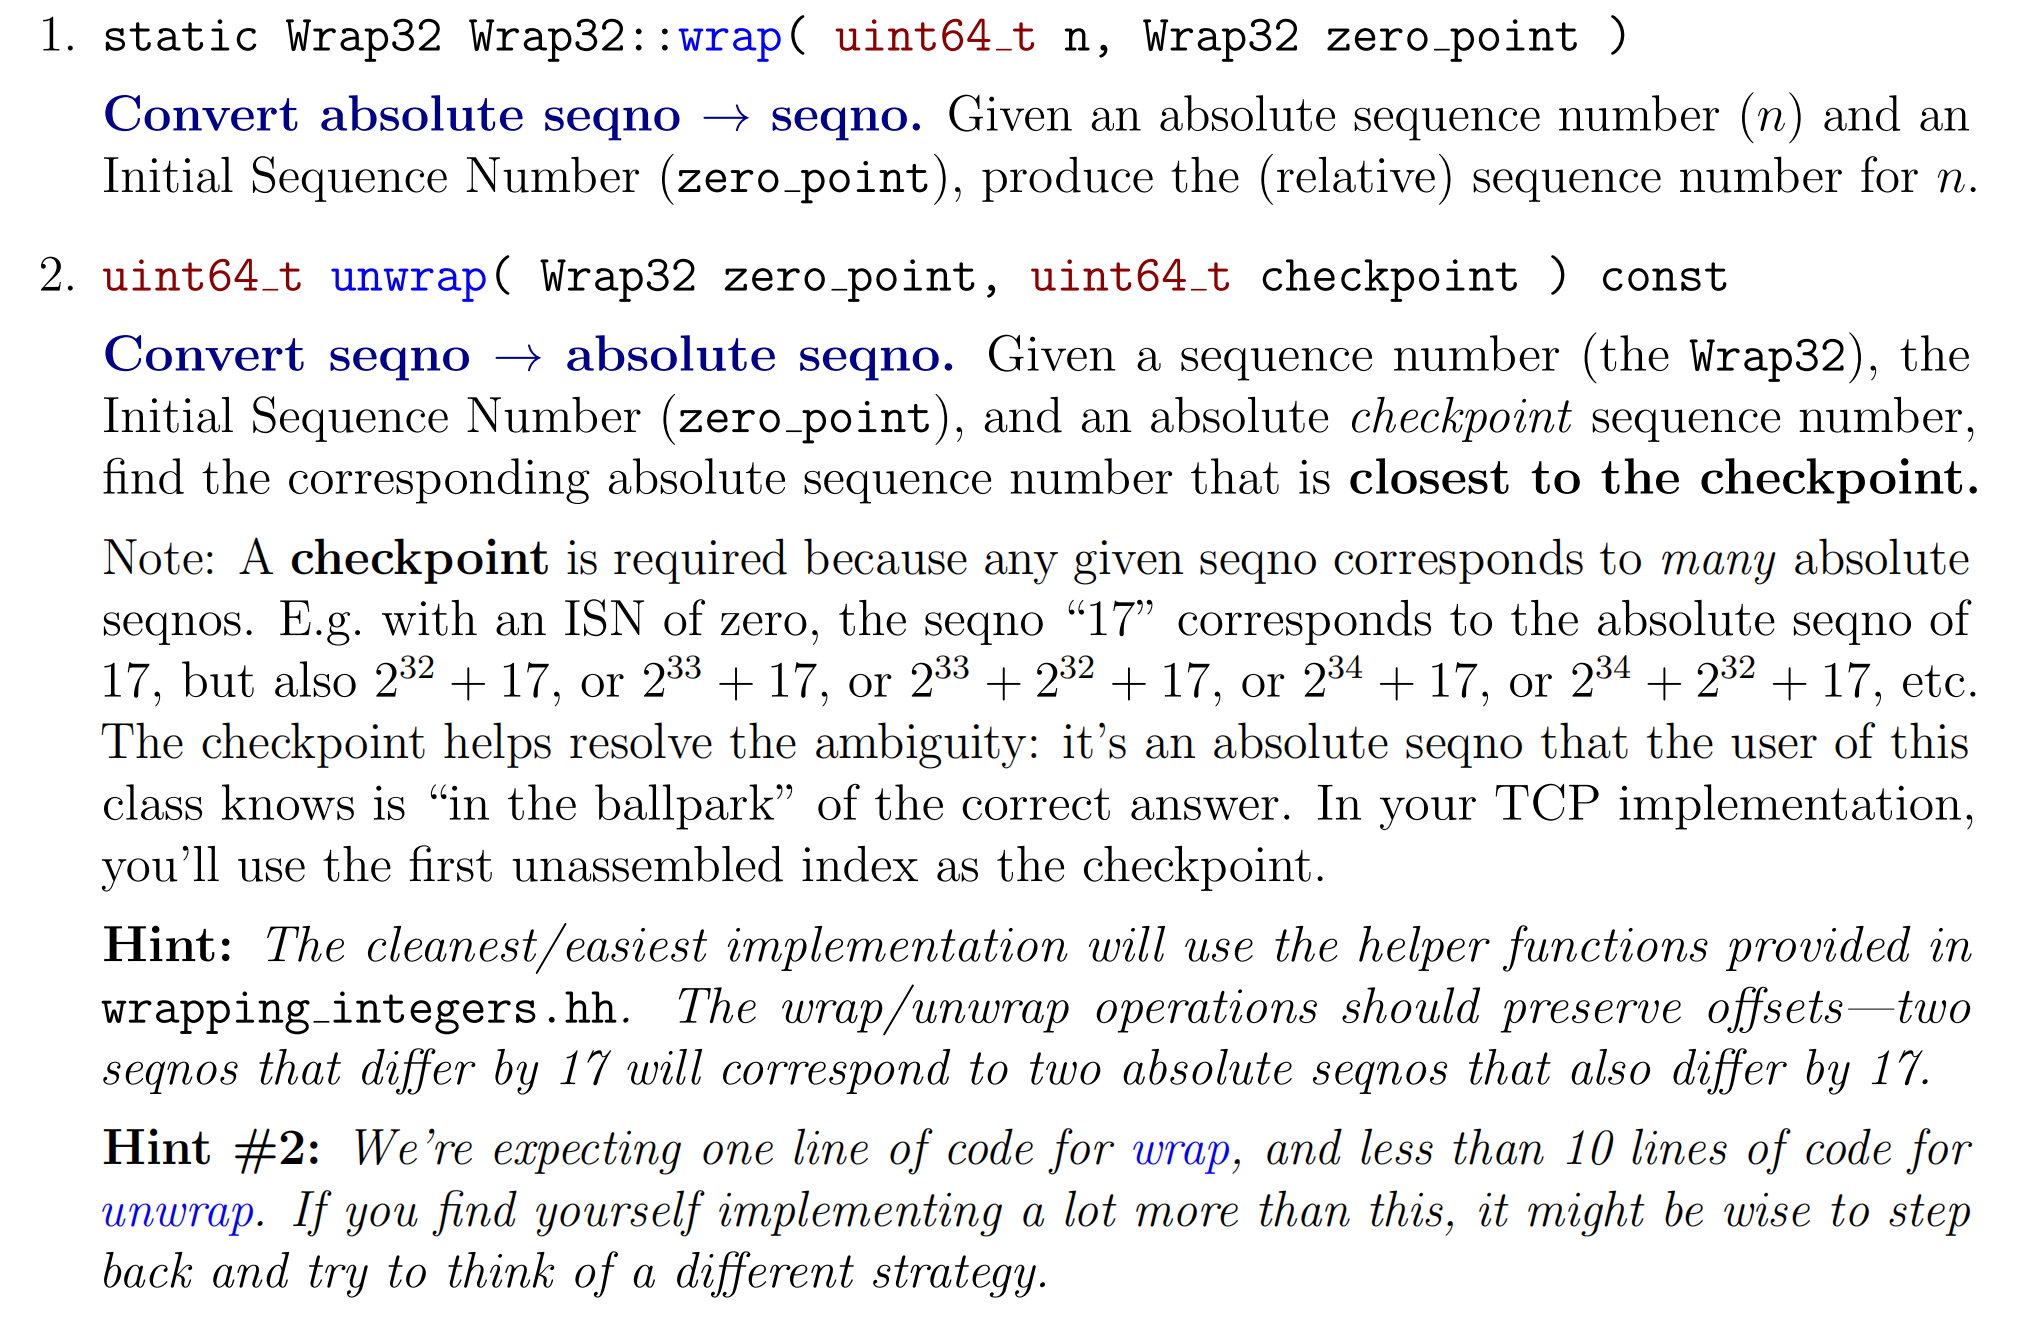 1. static Wrap32 Wrap32::wrap( uint64_t n, Wrap32 zero_point )
Convert absolute seqno → seqno. Given an absolute sequence number (n) and an
Initial Sequence Number (zero_point), produce the (relative) sequence number for n.
2. uint64_t unwrap( Wrap32 zero_point, uint64_t checkpoint ) const
Convert seqno → absolute seqno. Given a sequence number (the Wrap32), the
Initial Sequence Number (zero_point), and an absolute checkpoint sequence number,
find the corresponding absolute sequence number that is closest to the checkpoint.
Note: A checkpoint is required because any given seqno corresponds to many absolute
seqnos. E.g. with an ISN of zero, the seqno “17” corresponds to the absolute seqno of
17, but also 2^32 + 17, or 2^33 + 17, or 2^33 + 2^32 + 17, or 2^34 + 17, or 2^34 + 2^32 + 17, etc.
The checkpoint helps resolve the ambiguity: it’s an absolute seqno that the user of this
class knows is “in the ballpark” of the correct answer. In your TCP implementation,
you’ll use the first unassembled index as the checkpoint.
Hint: The cleanest/easiest implementation will use the helper functions provided in
wrapping_integers.hh. The wrap/unwrap operations should preserve offsets—two
seqnos that differ by 17 will correspond to two absolute seqnos that also differ by 17.
Hint #2: We’re expecting one line of code for wrap, and less than 10 lines of code for
unwrap. If you find yourself implementing a lot more than this, it might be wise to step
back and try to think of a different strategy.